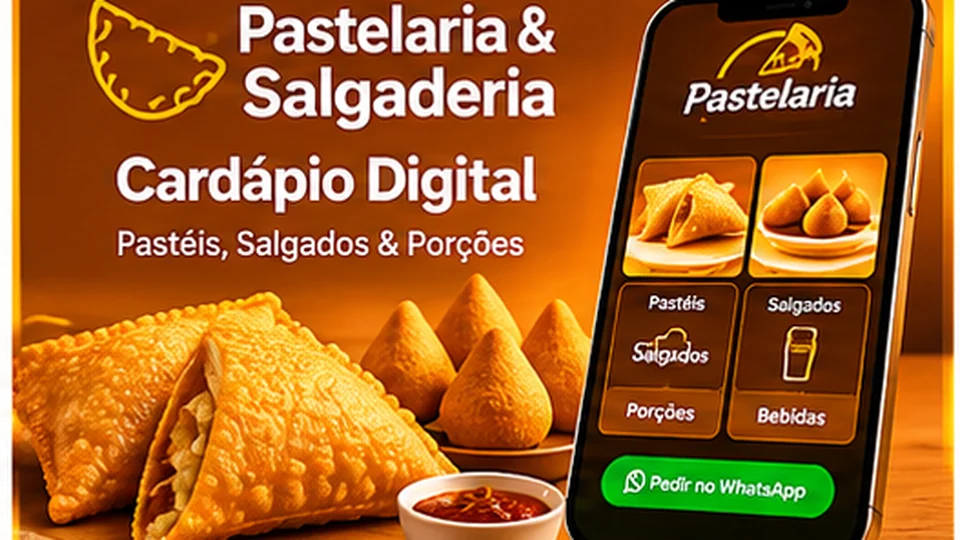 Pastelaria &
Salgaderia
Cardápio Digital
Pastéis, Salgados & Porções
Pastelaria
Pastéis
Salgados
Salgados
Porções
Bebidas
Pedir no WhatsApp